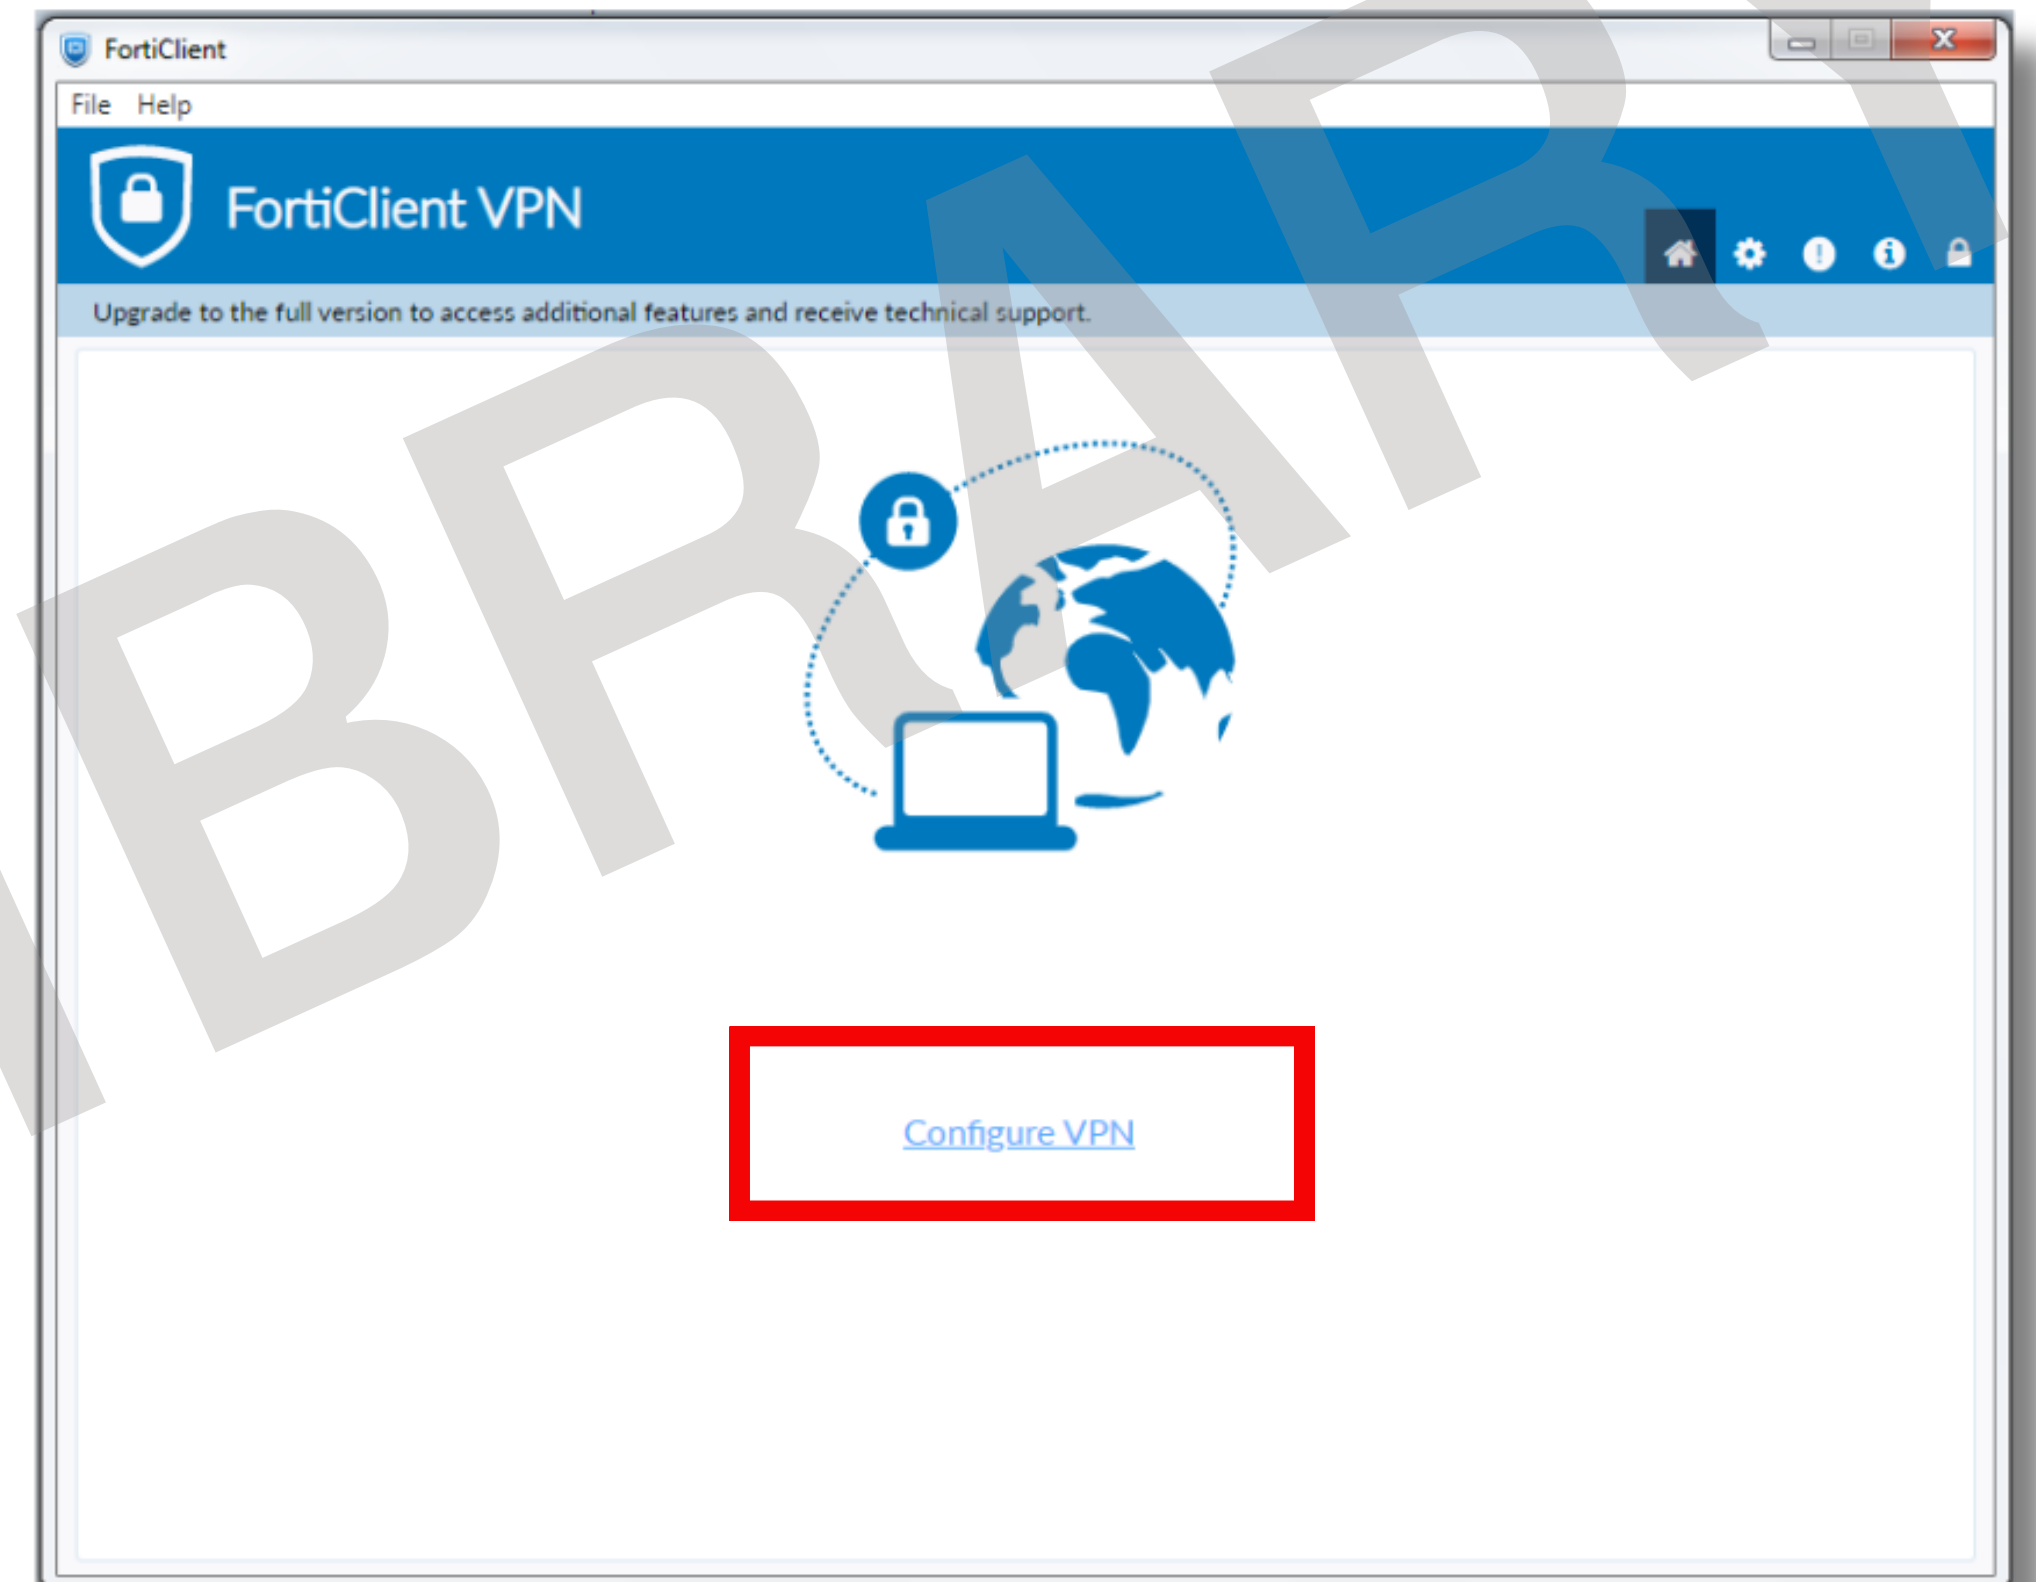 FortiClient
File Help
FortiClient VPN
Upgrade to the full version to access additional features and receive technical support.
Configure VPN